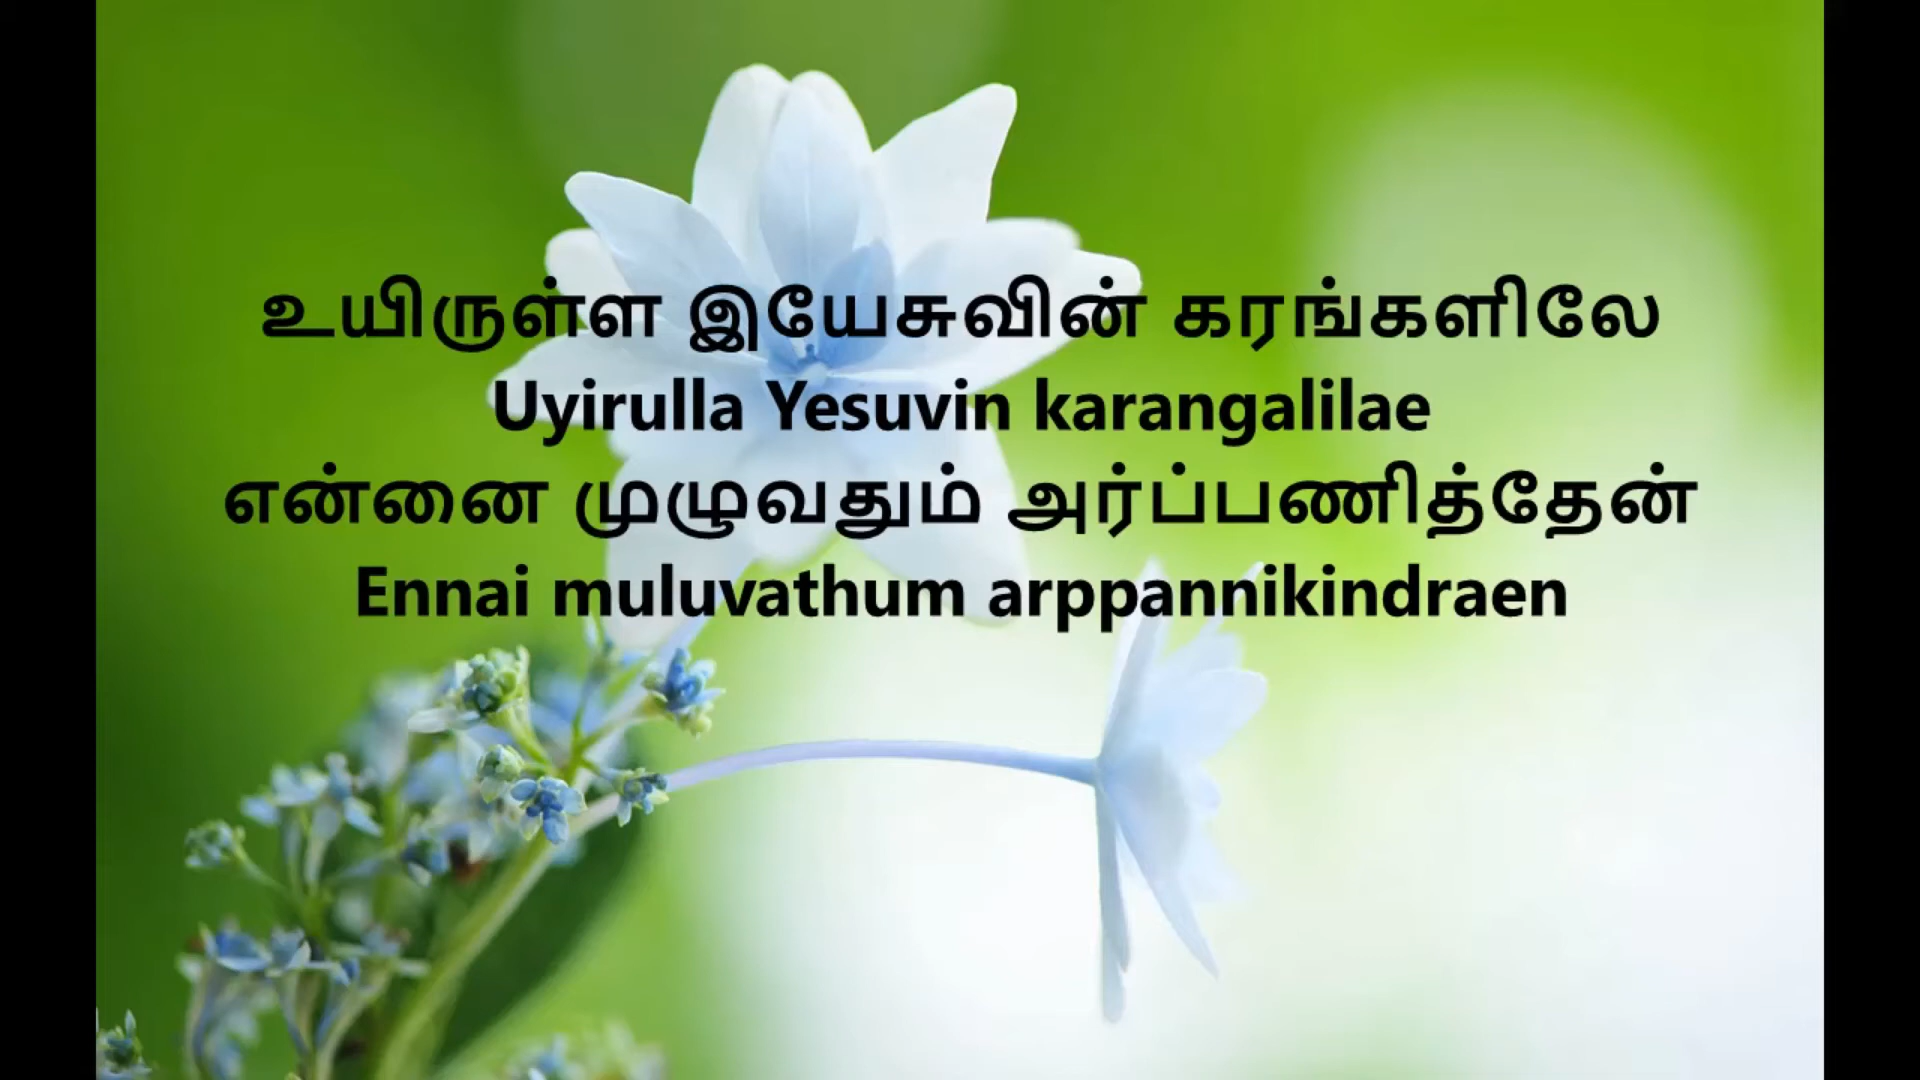 உயிருள்ள இயேசுவின் கரங்களிலே
Uyirulla Yesuvin karangalilae
என்னை முழுவதும் அர்ப்பணித்தேன்
Ennai muluvathum arppannikindraen